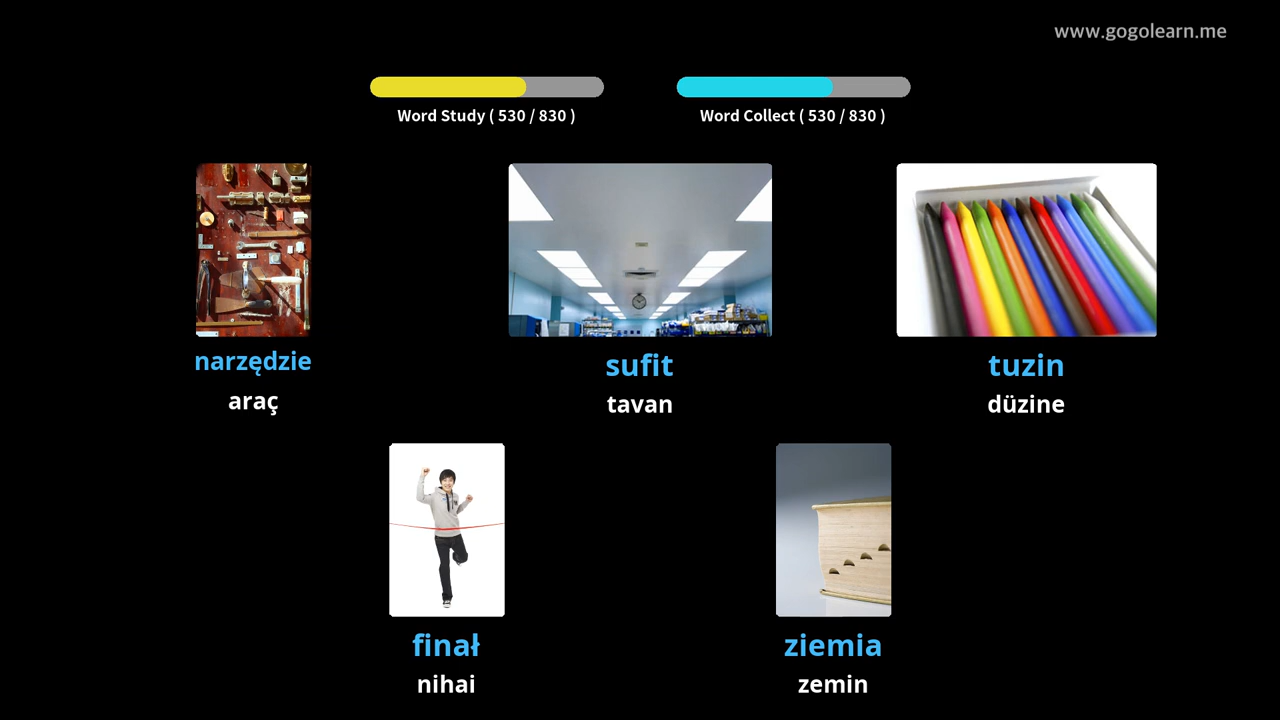 www.gogolearn.me
Word Study ( 530 / 830 )
Word Collect ( 530 / 830 )
narzędzie
araç
sufit
tavan
tuzin
düzine
finał
nihai
ziemia
zemin